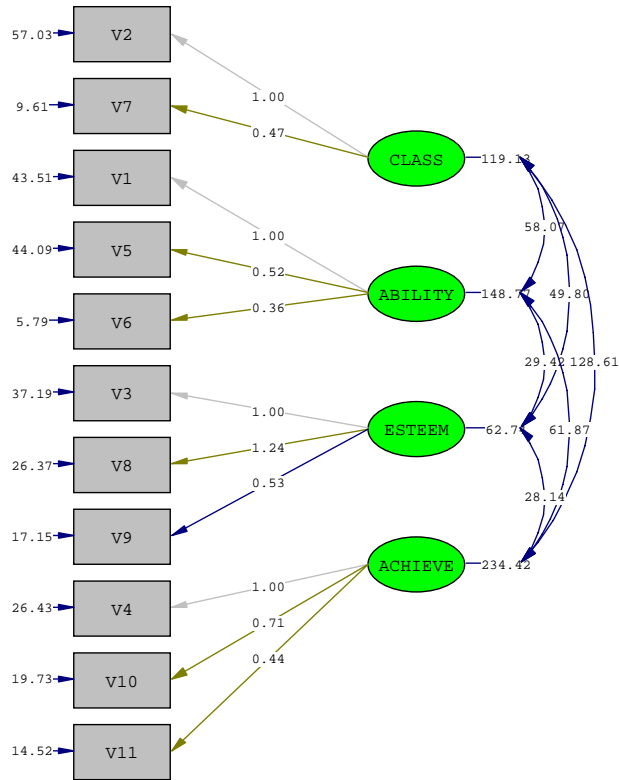 57.03 V2
1.00
9.61 V7
0.47
CLASS 119.13
43.51 V1
58.07
1.00
44.09 V5
0.52
ABILITY 148.77 49.80
5.79 V6
0.36
29.42 128.61
37.19 V3
1.00
ESTEEM 61.87
26.37 V8
1.24
0.53
28.14
17.15 V9
ACHIEVE 234.42
26.43 V4
1.00
0.71
19.73 V10
0.44
14.52 V11